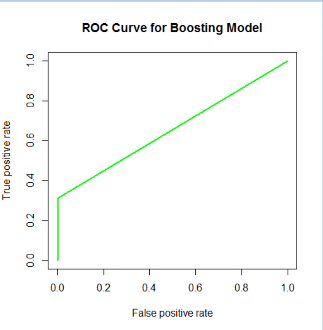 ROC Curve for Boosting Model
True positive rate
1.0
0.8
0.6
0.4
0.2
0.0
0.0 0.2 0.4 0.6 0.8 1.0
False positive rate